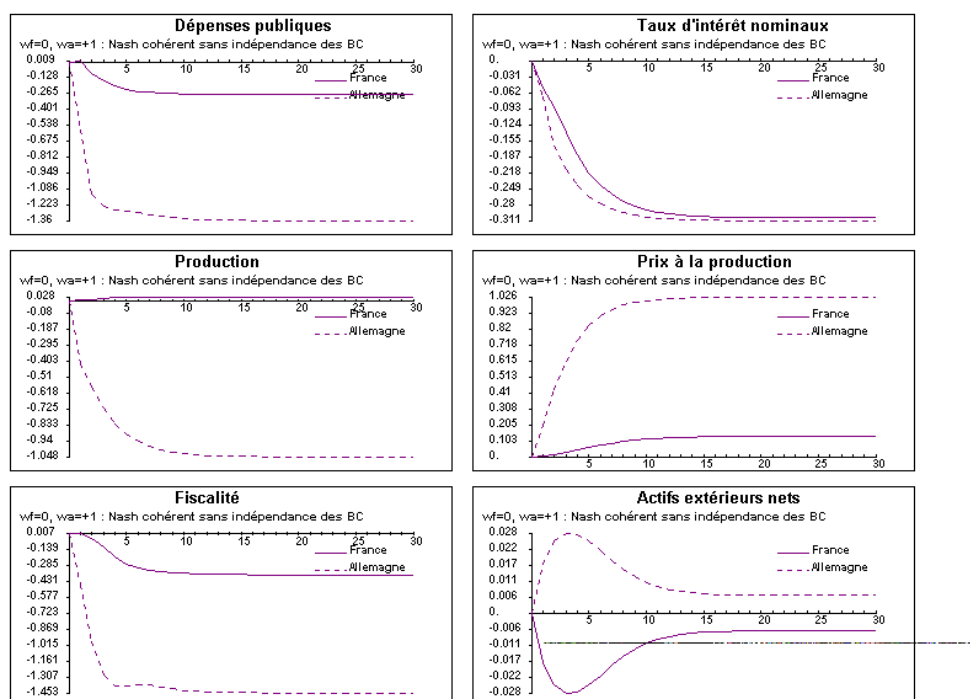 Dépenses publiques
wf=0, wa=+1 : Nash cohérent sans indépendance des BC
0.009
-0.128
-0.265
-0.401
-0.538
-0.675
-0.812
-0.949
-1.086
-1.223
-1.36
5 10 15 20 25 30
France
Allemagne
Taux d'intérêt nominaux
wf=0, wa=+1 : Nash cohérent sans indépendance des BC
0.
-0.031
-0.062
-0.093
-0.124
-0.155
-0.187
-0.218
-0.249
-0.28
-0.311
5 10 15 20 25 30
France
Allemagne
Production
wf=0, wa=+1 : Nash cohérent sans indépendance des BC
0.028
-0.08
-0.187
-0.295
-0.403
-0.51
-0.618
-0.725
-0.833
-0.94
-1.048
5 10 15 20 25 30
France
Allemagne
Prix à la production
wf=0, wa=+1 : Nash cohérent sans indépendance des BC
1.026
0.923
0.82
0.718
0.615
0.513
0.41
0.308
0.205
0.103
0.
5 10 15 20 25 30
France
Allemagne
Fiscalité
wf=0, wa=+1 : Nash cohérent sans indépendance des BC
0.007
-0.139
-0.285
-0.431
-0.577
-0.723
-0.869
-1.015
-1.161
-1.307
-1.453
5 10 15 20 25 30
France
Allemagne
Actifs extérieurs nets
wf=0, wa=+1 : Nash cohérent sans indépendance des BC
0.028
0.022
0.017
0.011
0.006
0.
-0.006
-0.011
-0.017
-0.022
-0.028
5 10 15 20 25 30
France
Allemagne